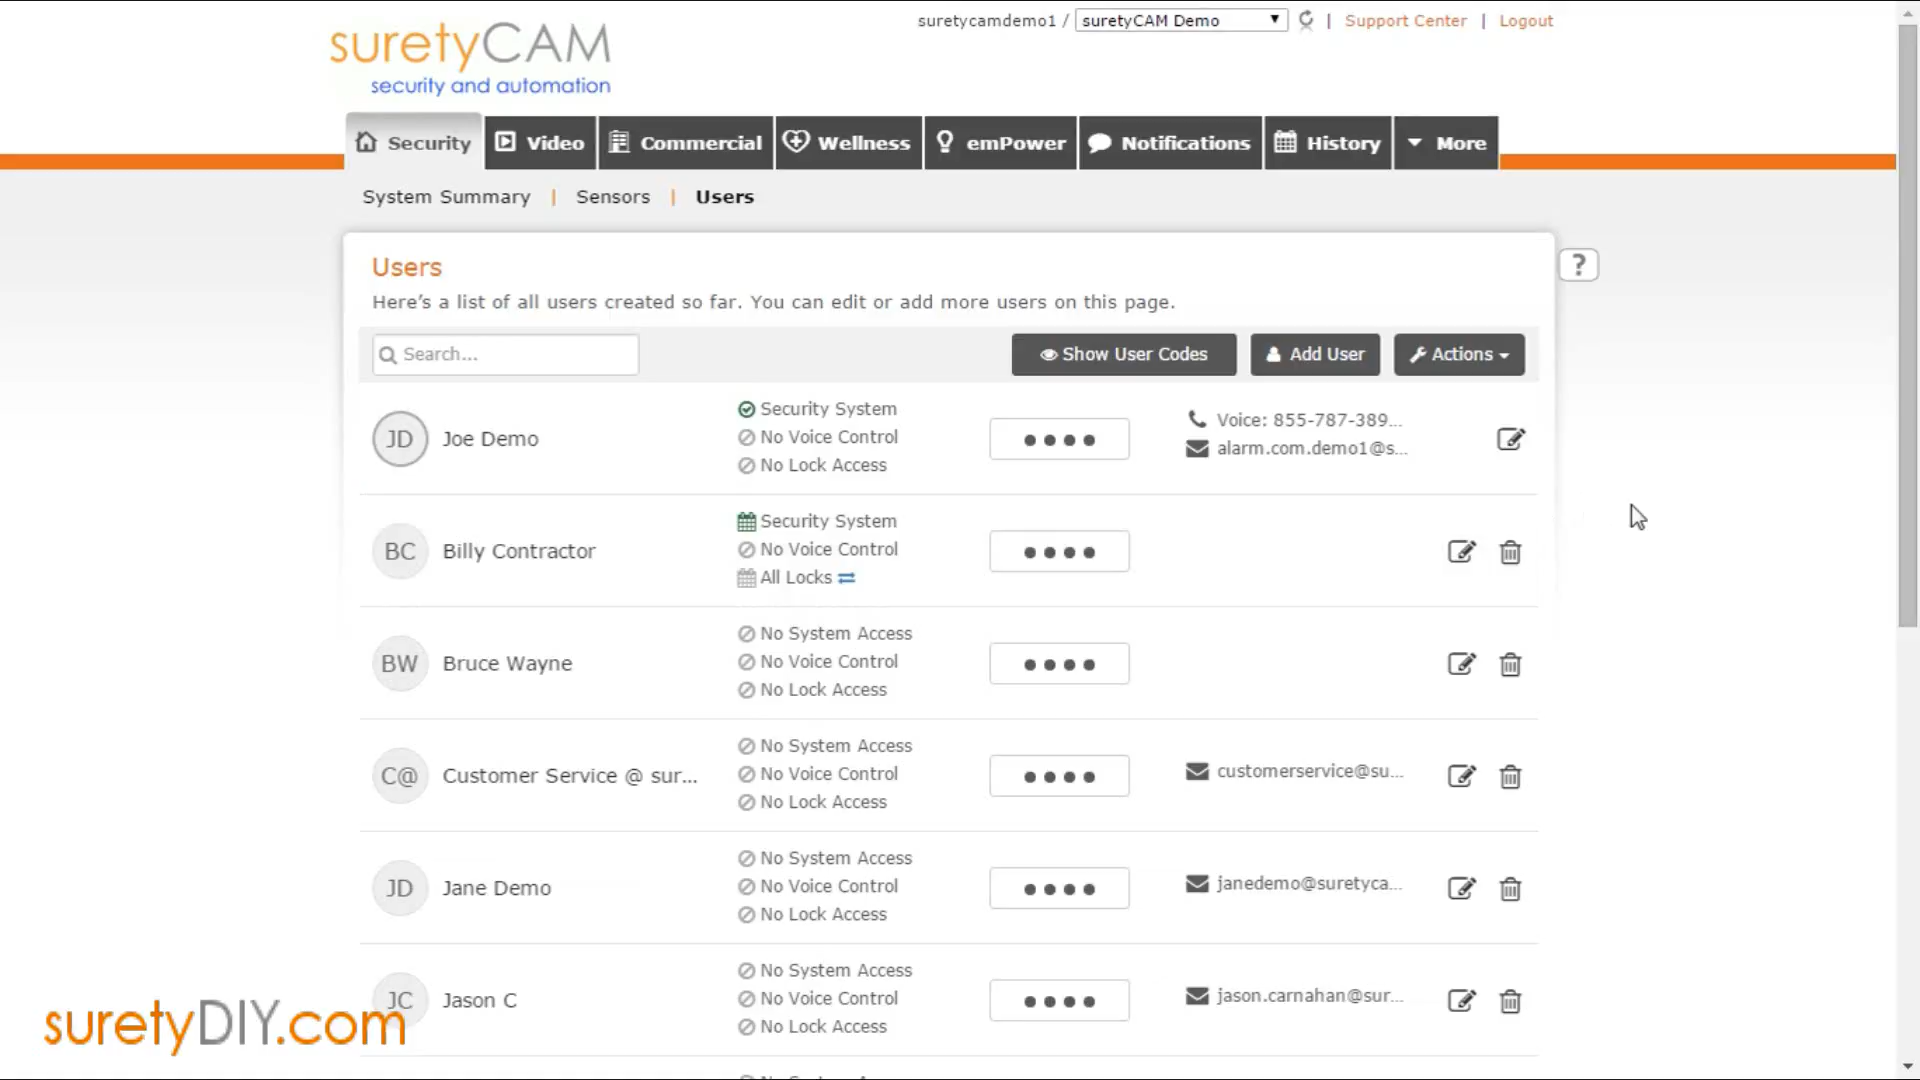 suretyCAM
security and automation
suretycamdemo1 / suretyCAM Demo | Support Center | Logout
Security Video Commercial Wellness emPower Notifications History More
System Summary | Sensors | Users
Users
?
Here's a list of all users created so far. You can edit or add more users on this page.
Search... Show User Codes Add User Actions
JD Joe Demo
Security System
No Voice Control
No Lock Access
Voice: 855-787-389...
alarm.com.demo1@s...
BC Billy Contractor
Security System
No Voice Control
All Locks
BW Bruce Wayne
No System Access
No Voice Control
No Lock Access
C@ Customer Service @ sur...
No System Access
No Voice Control
No Lock Access
customerservice@su...
JD Jane Demo
No System Access
No Voice Control
No Lock Access
janedemo@suretyca...
JC Jason C
No System Access
No Voice Control
No Lock Access
jason.carnahan@sur...
suretyDIY.com